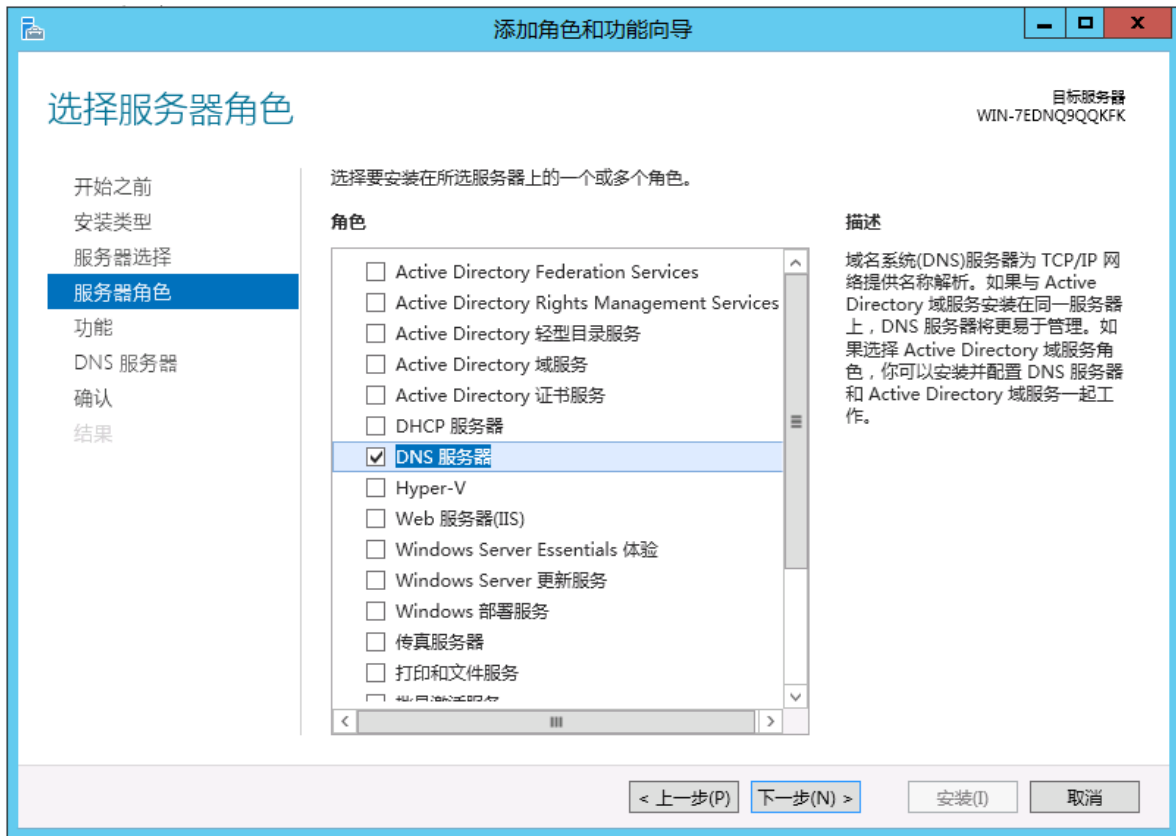 添加角色和功能向导
选择服务器角色
目标服务器
WIN-7EDNQ9QQKFK
开始之前
安装类型
服务器选择
服务器角色
功能
DNS 服务器
确认
结果
选择要安装在所选服务器上的一个或多个角色。
角色
Active Directory Federation Services
Active Directory Rights Management Services
Active Directory 轻型目录服务
Active Directory 域服务
Active Directory 证书服务
DHCP 服务器
DNS 服务器
Hyper-V
Web 服务器(IIS)
Windows Server Essentials 体验
Windows Server 更新服务
Windows 部署服务
传真服务器
打印和文件服务
描述
域名系统(DNS)服务器为 TCP/IP 网
络提供名称解析。如果与 Active
Directory 域服务安装在同一服务器
上，DNS 服务器将更易于管理。如
果选择 Active Directory 域服务角
色，你可以安装并配置 DNS 服务器
和 Active Directory 域服务一起工
作。
< 上一步(P)
下一步(N) >
安装(I)
取消